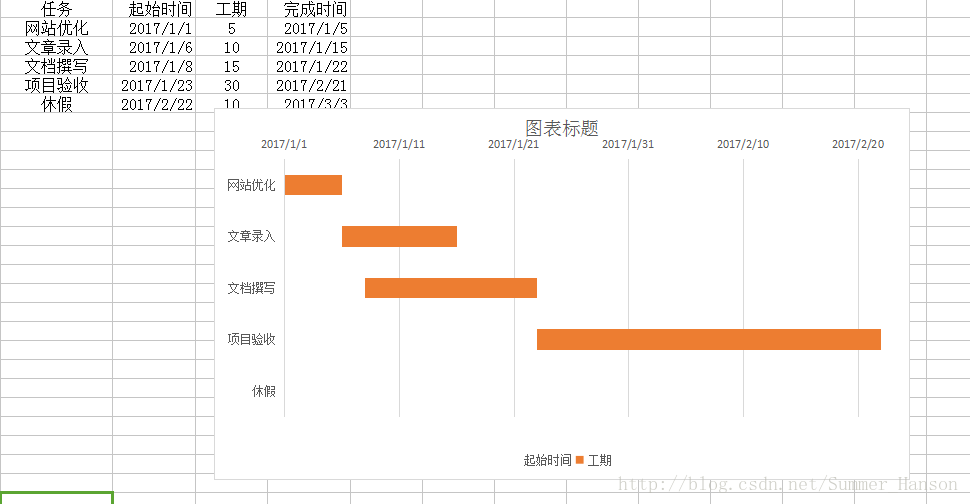 任务 起始时间 工期 完成时间
网站优化 2017/1/1 5 2017/1/5
文章录入 2017/1/6 10 2017/1/15
文档撰写 2017/1/8 15 2017/1/22
项目验收 2017/1/23 30 2017/2/21
休假 2017/2/22 10 2017/3/3
图表标题
2017/1/1 2017/1/11 2017/1/21 2017/1/31 2017/2/10 2017/2/20
网站优化
文章录入
文档撰写
项目验收
休假
起始时间 工期
http://blog.csdn.net/Summer_Hanson